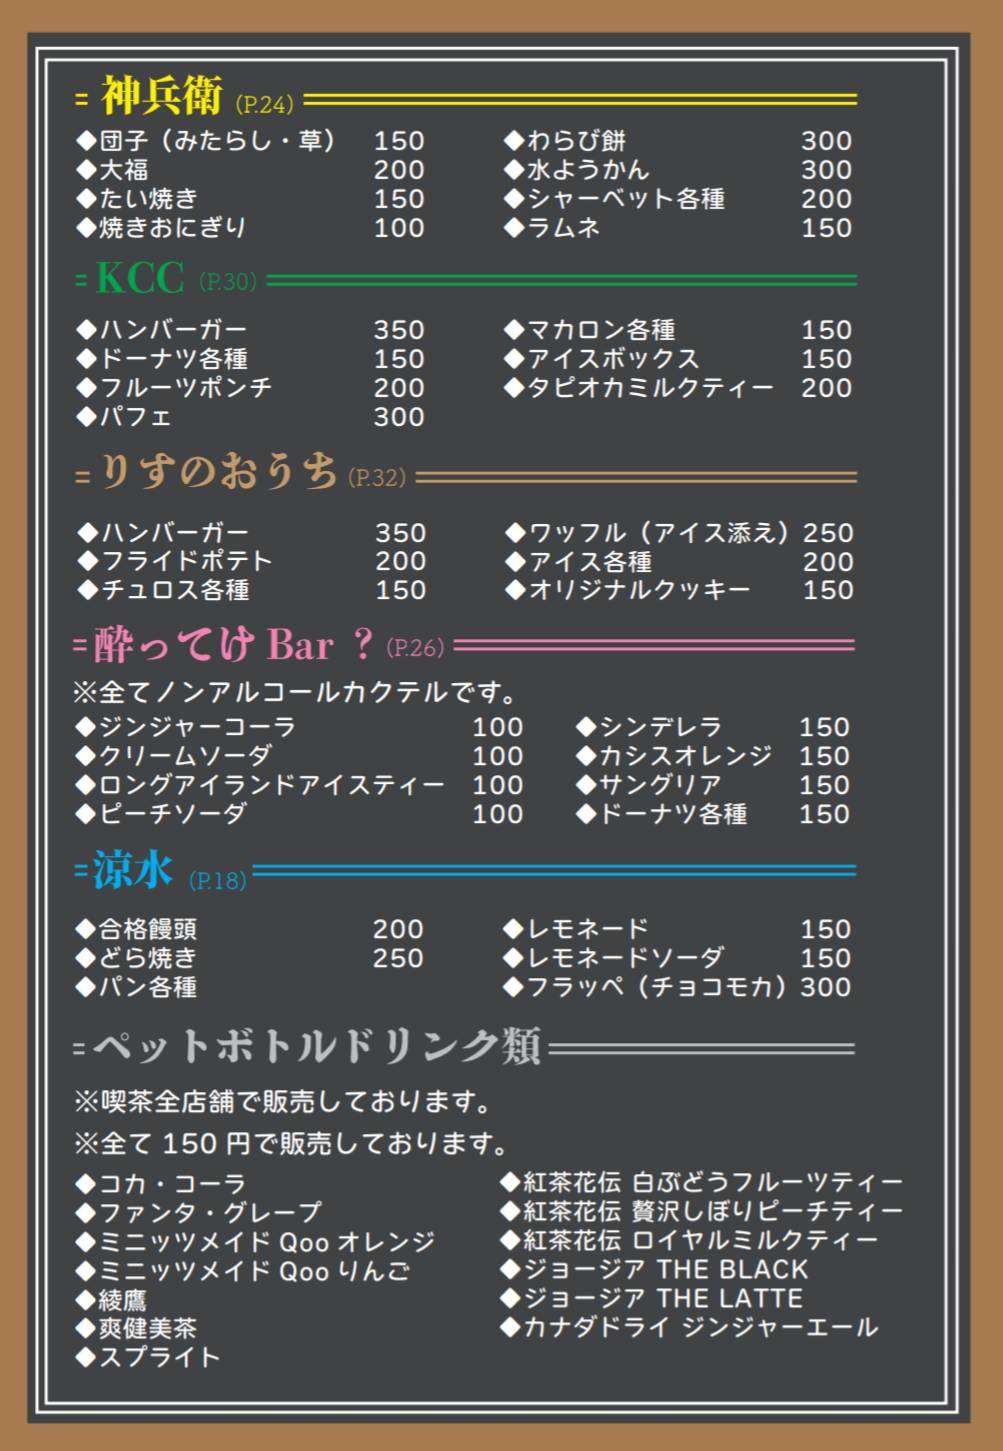 神兵衛 (P.24)
◆団子（みたらし・草） 150
◆大福 200
◆たい焼き 150
◆焼きおにぎり 100
◆わらび餅 300
◆水ようかん 300
◆シャーベット各種 200
◆ラムネ 150
KCC (P.30)
◆ハンバーガー 350
◆ドーナツ各種 150
◆フルーツポンチ 200
◆パフェ 300
◆マカロン各種 150
◆アイスボックス 150
◆タピオカミルクティー 200
りすのおうち (P.32)
◆ハンバーガー 350
◆フライドポテト 200
◆チュロス各種 150
◆ワッフル（アイス添え） 250
◆アイス各種 200
◆オリジナルクッキー 150
酔ってけ Bar ？ (P.26)
※全てノンアルコールカクテルです。
◆ジンジャーコーラ 100
◆クリームソーダ 100
◆ロングアイランドアイスティー 100
◆ピーチソーダ 100
◆シンデレラ 150
◆カシスオレンジ 150
◆サングリア 150
◆ドーナツ各種 150
涼水 (P.18)
◆合格饅頭 200
◆どら焼き 250
◆パン各種
◆レモネード 150
◆レモネードソーダ 150
◆フラッペ（チョコモカ） 300
ペットボトルドリンク類
※喫茶全店舗で販売しております。
※全て 150 円で販売しております。
◆コカ・コーラ
◆ファンタ・グレープ
◆ミニッツメイド Qoo オレンジ
◆ミニッツメイド Qoo りんご
◆綾鷹
◆爽健美茶
◆スプライト
◆紅茶花伝 白ぶどうフルーツティー
◆紅茶花伝 贅沢しぼりピーチティー
◆紅茶花伝 ロイヤルミルクティー
◆ジョージア THE BLACK
◆ジョージア THE LATTE
◆カナダドライ ジンジャーエール